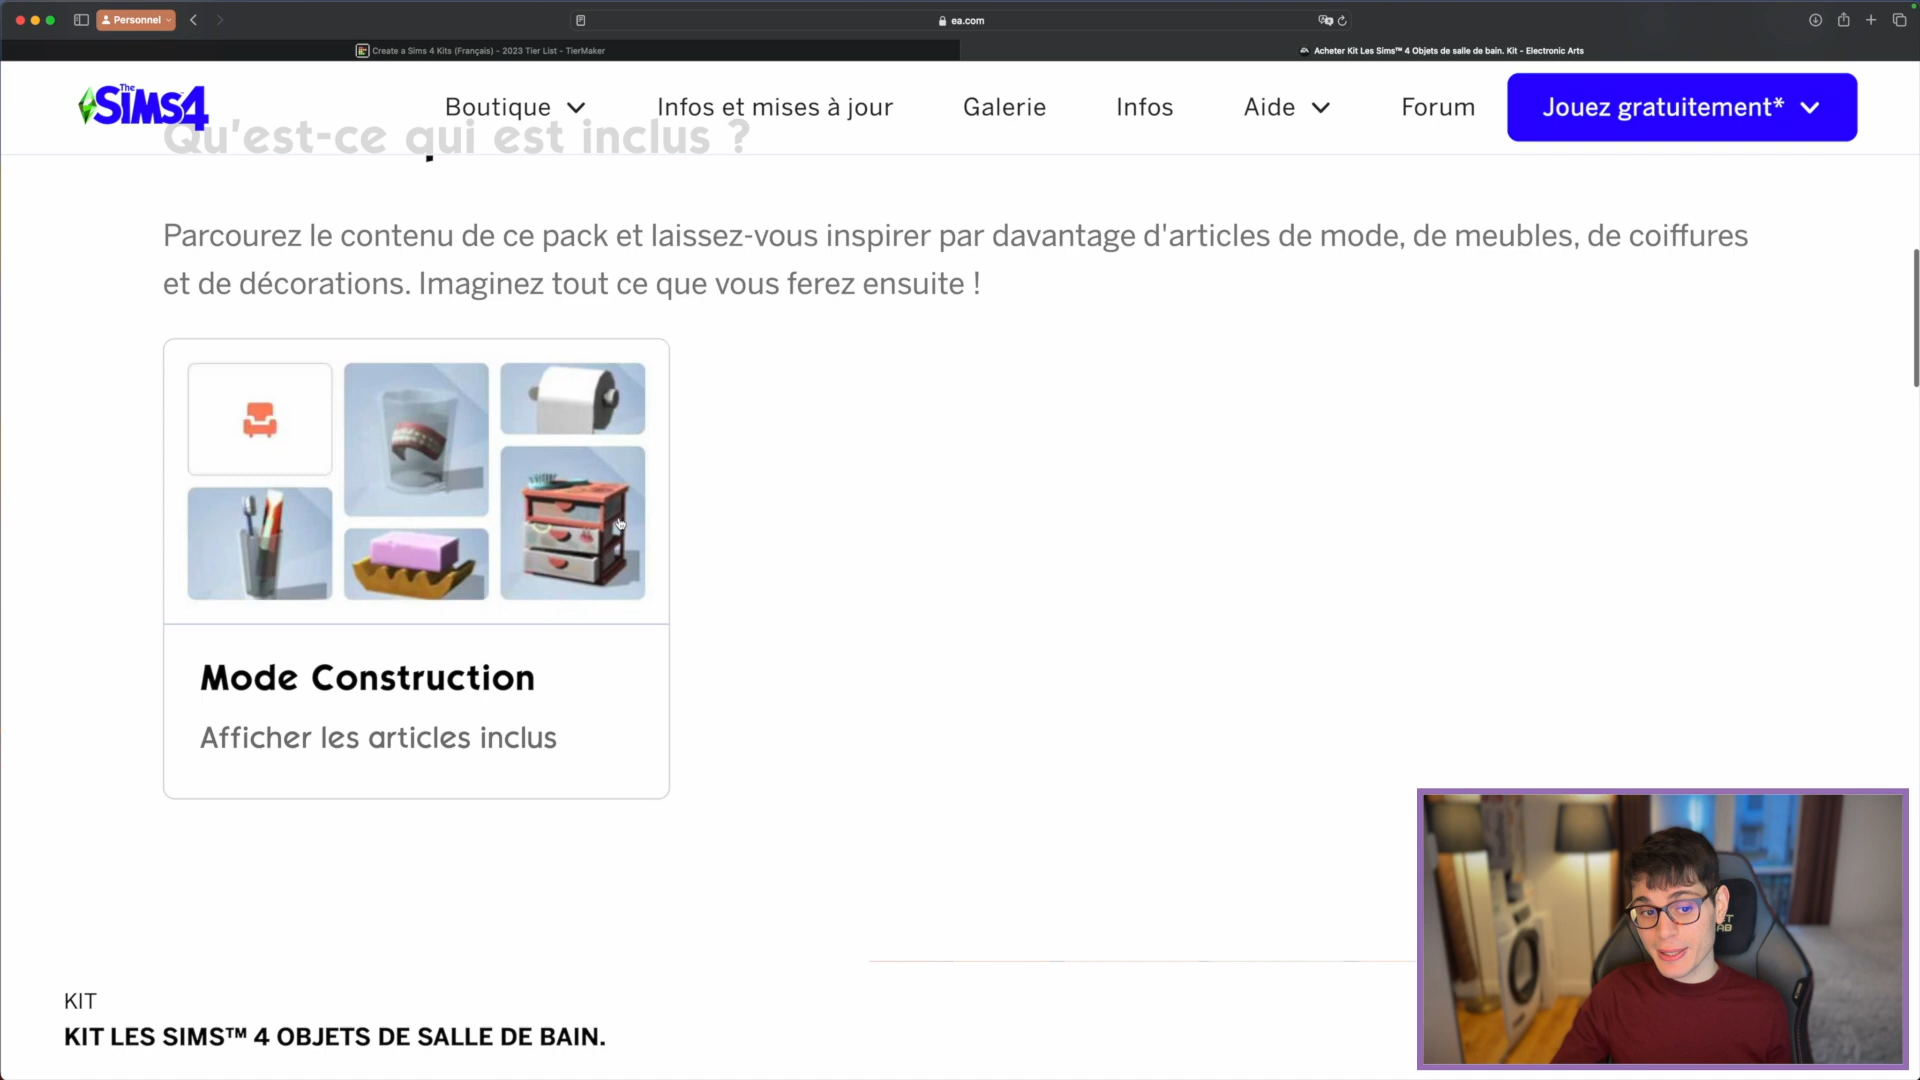 Personnel
ea.com
Create a Sims 4 Kits (Français) – 2023 Tier List - TierMaker
Acheter Kit Les Sims™ 4 Objets de salle de bain. Kit - Electronic Arts
The SIMS4
Boutique
Infos et mises à jour
Galerie
Infos
Aide
Forum
Jouez gratuitement*
Qu'est-ce qui est inclus ?
Parcourez le contenu de ce pack et laissez-vous inspirer par davantage d'articles de mode, de meubles, de coiffures
et de décorations. Imaginez tout ce que vous ferez ensuite !
Mode Construction
Afficher les articles inclus
KIT
KIT LES SIMS™ 4 OBJETS DE SALLE DE BAIN.